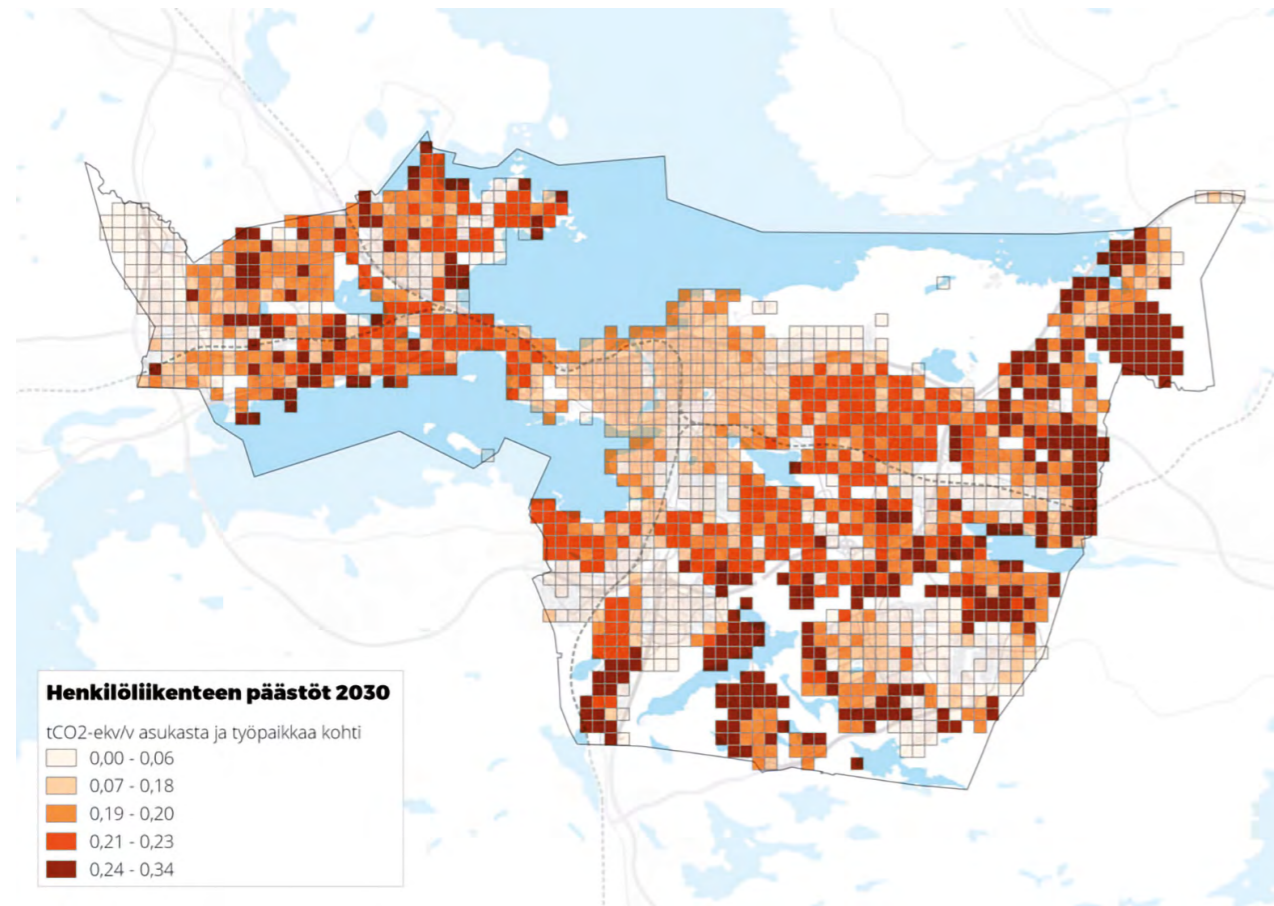 Henkilöliikenteen päästöt 2030
tCO2-ekv/v asukasta ja työpaikkaa kohti
0,00 - 0,06
0,07 - 0,18
0,19 - 0,20
0,21 - 0,23
0,24 - 0,34